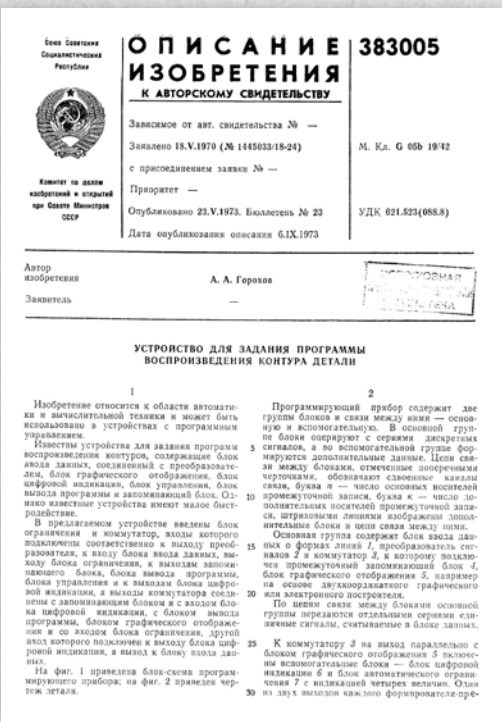 Союз Советских
Социалистических
Республик
Комитет по делам
изобретений и открытий
при Совете Министров
СССР
ОПИСАНИЕ
ИЗОБРЕТЕНИЯ
К АВТОРСКОМУ СВИДЕТЕЛЬСТВУ
383005
Зависимое от авт. свидетельства № —
Заявлено 18.V.1970 (№ 1445033/18-24)
с присоединением заявки № —
Приоритет —
Опубликовано 23.V.1973. Бюллетень № 23
Дата опубликования описания 6.IX.1973
М. Кл. G 05b 19/42
УДК 621.523(088.8)
Автор
изобретения
А. А. Горохов
Заявитель
—
УСТРОЙСТВО ДЛЯ ЗАДАНИЯ ПРОГРАММЫ
ВОСПРОИЗВЕДЕНИЯ КОНТУРА ДЕТАЛИ
1
Изобретение относится к области автомати-
ки и вычислительной техники и может быть
использовано в устройствах с программным
управлением.
Известны устройства для задания программ
воспроизведения контуров, содержащие блок
ввода данных, соединенный с преобразовате-
лем, блок графического отображения, блок
цифровой индикации, блок управления, блок
вывода программы и запоминающий блок. Од-
нако известные устройства имеют малое быст-
родействие.
В предлагаемом устройстве введены блок
ограничения и коммутатор, входы которого
подключены соответственно к выходу преоб-
разователя, к входу блока ввода данных, вы-
ходу блока ограничения, к выходам запоми-
нающего блока, блока вывода программы,
блока управления и к выходам блока цифро-
вой индикации, а выходы коммутатора соеди-
нены с запоминающим блоком и с входом бло-
ка цифровой индикации, с блоком вывода
программы, блоком графического отображе-
ния и со входом блока ограничения, другой
вход которого подключен к выходу блока циф-
ровой индикации, а выход к блоку входа дан-
ных.
На фиг. 1 приведена блок-схема програм-
мирующего прибора; на фиг. 2 приведен чер-
теж детали.
5
10
15
20
25
30
2
Программирующий прибор содержит две
группы блоков и связи между ними — основ-
ную и вспомогательную. В основной груп-
пе блоки оперируют с сериями дискретных
сигналов, а во вспомогательной группе фор-
мируются дополнительные данные. Цепи свя-
зи между блоками, отмеченные поперечными
черточками, обозначают сдвоенные каналы
связи, буква n — число основных носителей
промежуточной записи, буква к — число до-
полнительных носителей промежуточной запи-
си, штриховыми линиями изображены допол-
нительные блоки и цепи связи между ними.
Основная группа содержит блок ввода дан-
ных о формах линий 1, преобразователь сиг-
налов 2 и коммутатор 3, к которому подклю-
чен промежуточный запоминающий блок 4,
блок графического отображения 5, например
на основе двухкоординатного графического
или электронного построителя.
По цепям связи между блоками основной
группы передаются отдельными сериями еди-
ничные сигналы, считываемые в блоке данных.
К коммутатору 3 на выход параллельно с
блоком графического отображения 5 включе-
ны вспомогательные блоки — блок цифровой
индикации 6 и блок автоматического ограни-
чения 7 с индикацией четырех величин. Один
из двух выходов каждого формирователя-пре-